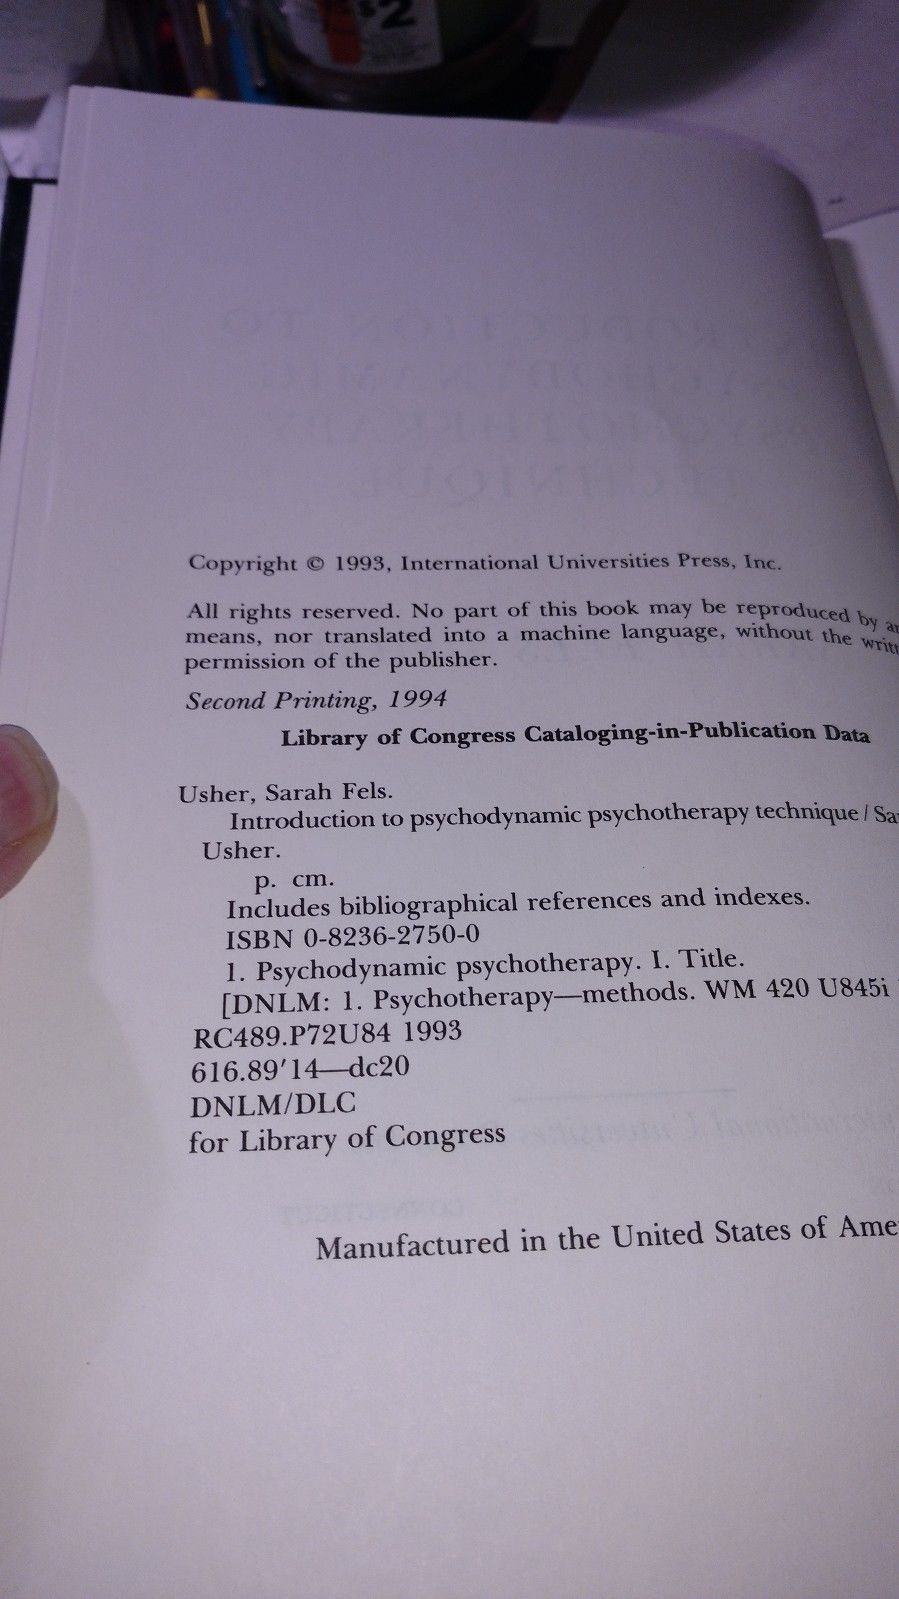 $2
TECHNIQUE
Copyright © 1993, International Universities Press, Inc.
All rights reserved. No part of this book may be reproduced by
means, nor translated into a machine language, without the
permission of the publisher.
Second Printing, 1994
Library of Congress Cataloging-in-Publication Data
Usher, Sarah Fels.
Introduction to psychodynamic psychotherapy technique / Sa
Usher.
p. cm.
Includes bibliographical references and indexes.
ISBN 0-8236-2750-0
1. Psychodynamic psychotherapy. I. Title.
[DNLM: 1. Psychotherapy—methods. WM 420 U845i
RC489.P72U84 1993
616.89'14—dc20
DNLM/DLC
for Library of Congress
CONNECTICUT
Manufactured in the United States of Ame